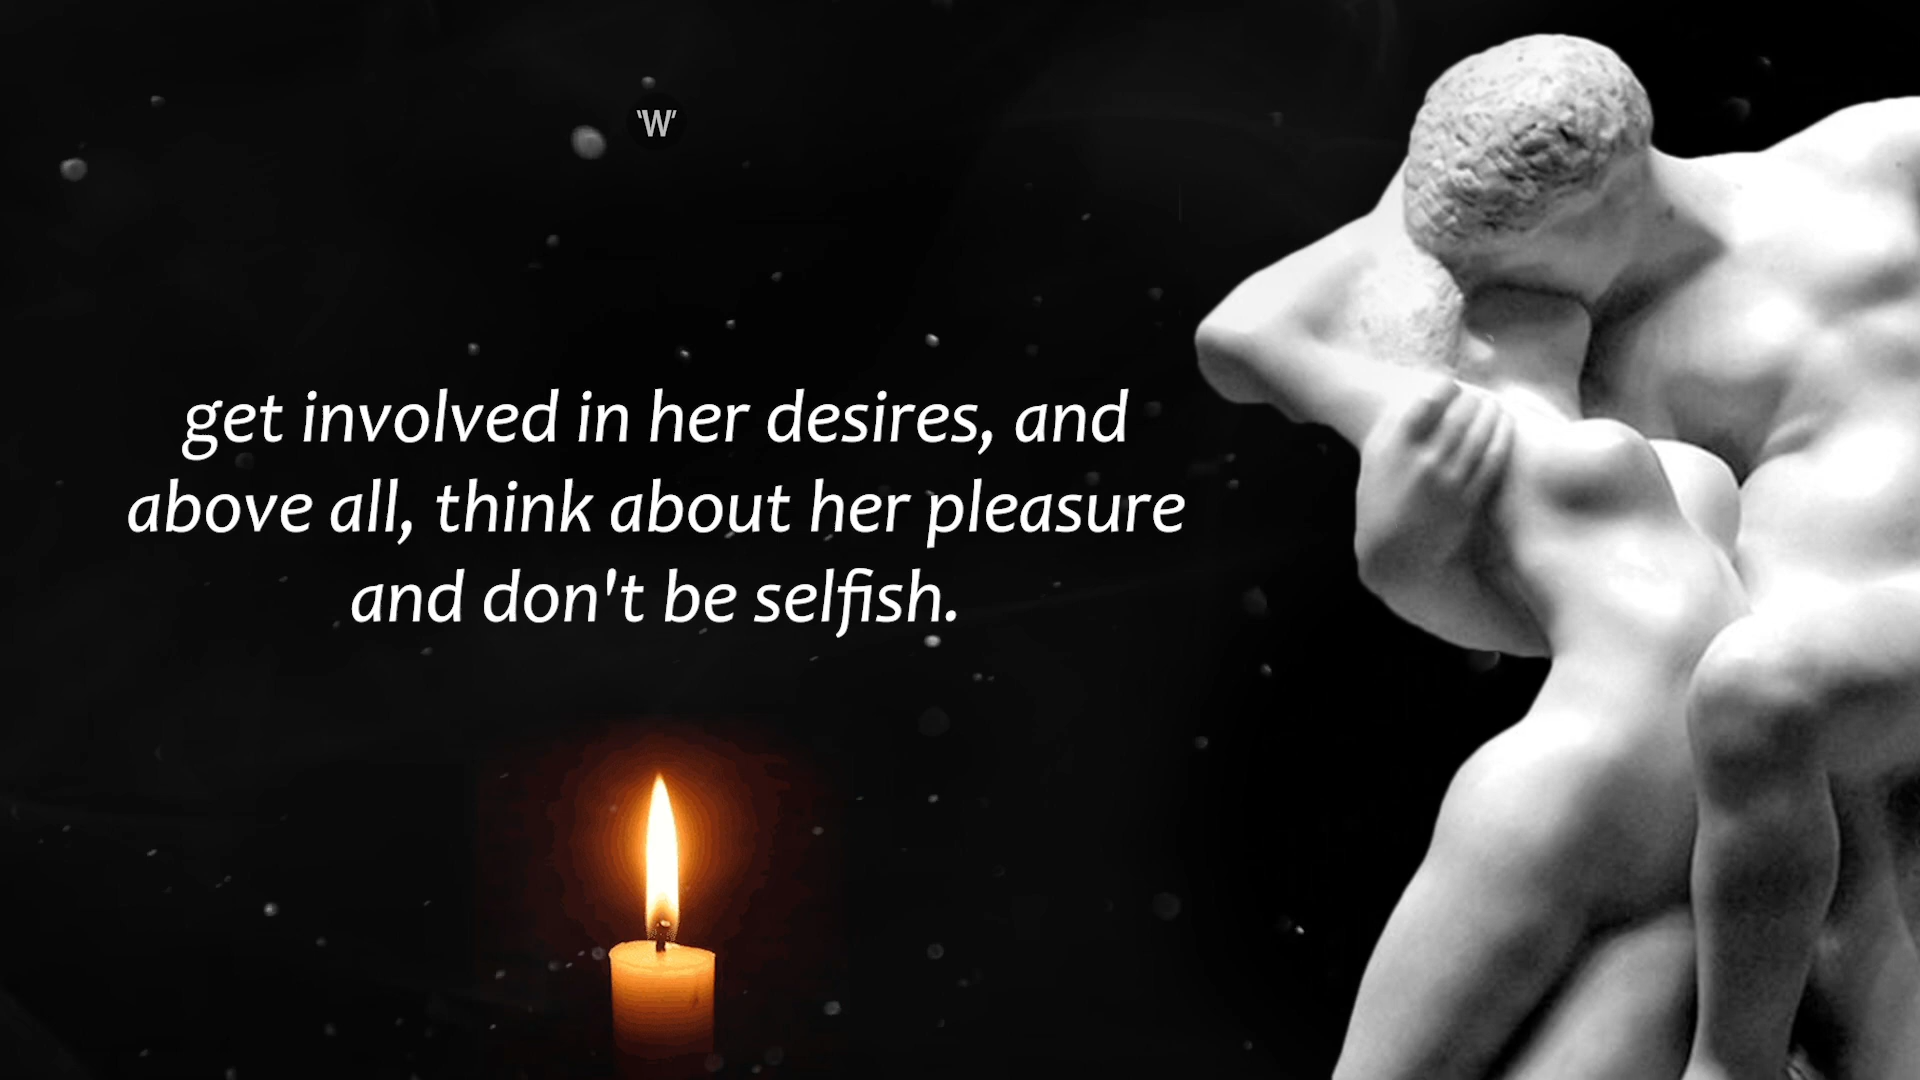 'W'
get involved in her desires, and
above all, think about her pleasure
and don't be selfish.